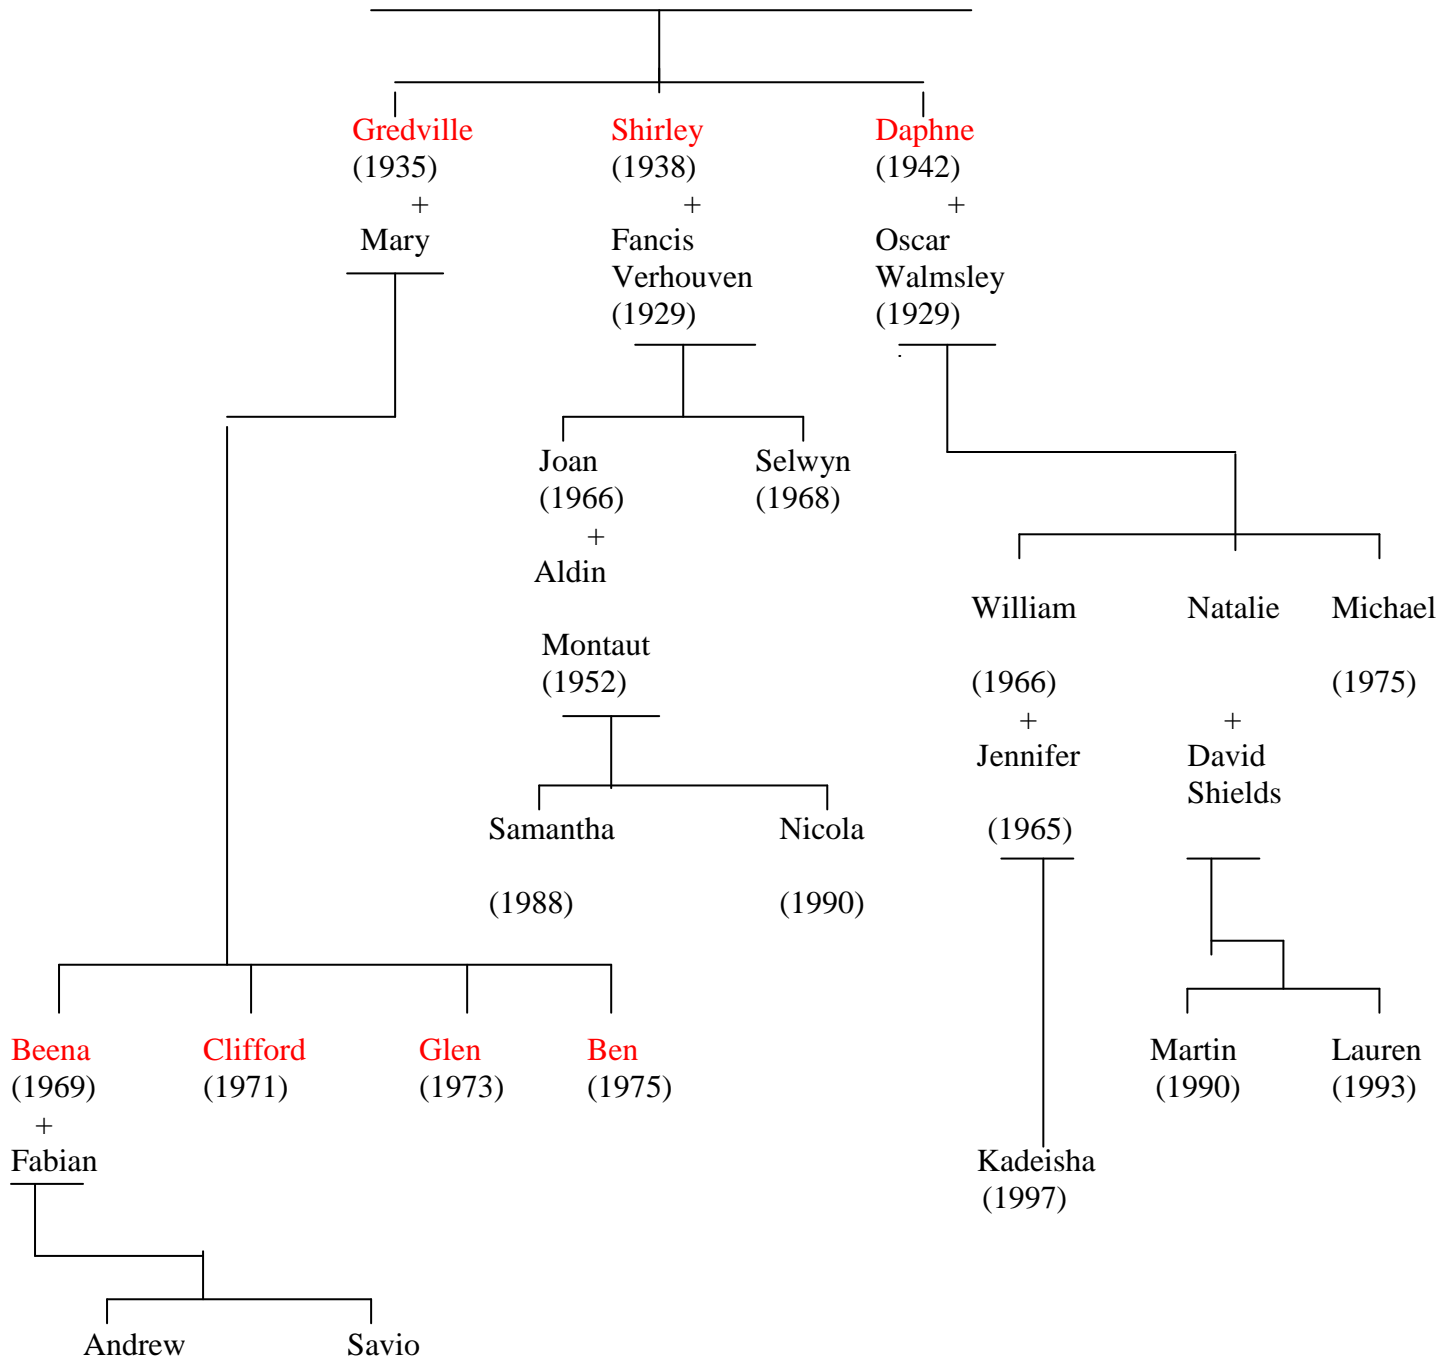 Gredville Shirley Daphne
(1935) (1938) (1942)
+ + +
Mary Fancis Oscar
Verhouven Walmsley
(1929) (1929)
Joan Selwyn
(1966) (1968)
+
Aldin
William Natalie Michael
Montaut
(1952) (1966) (1975)
+ +
Jennifer David
Shields
Samantha Nicola (1965)
(1988) (1990)
Beena Clifford Glen Ben Martin Lauren
(1969) (1971) (1973) (1975) (1990) (1993)
+
Fabian Kadeisha
(1997)
Andrew Savio